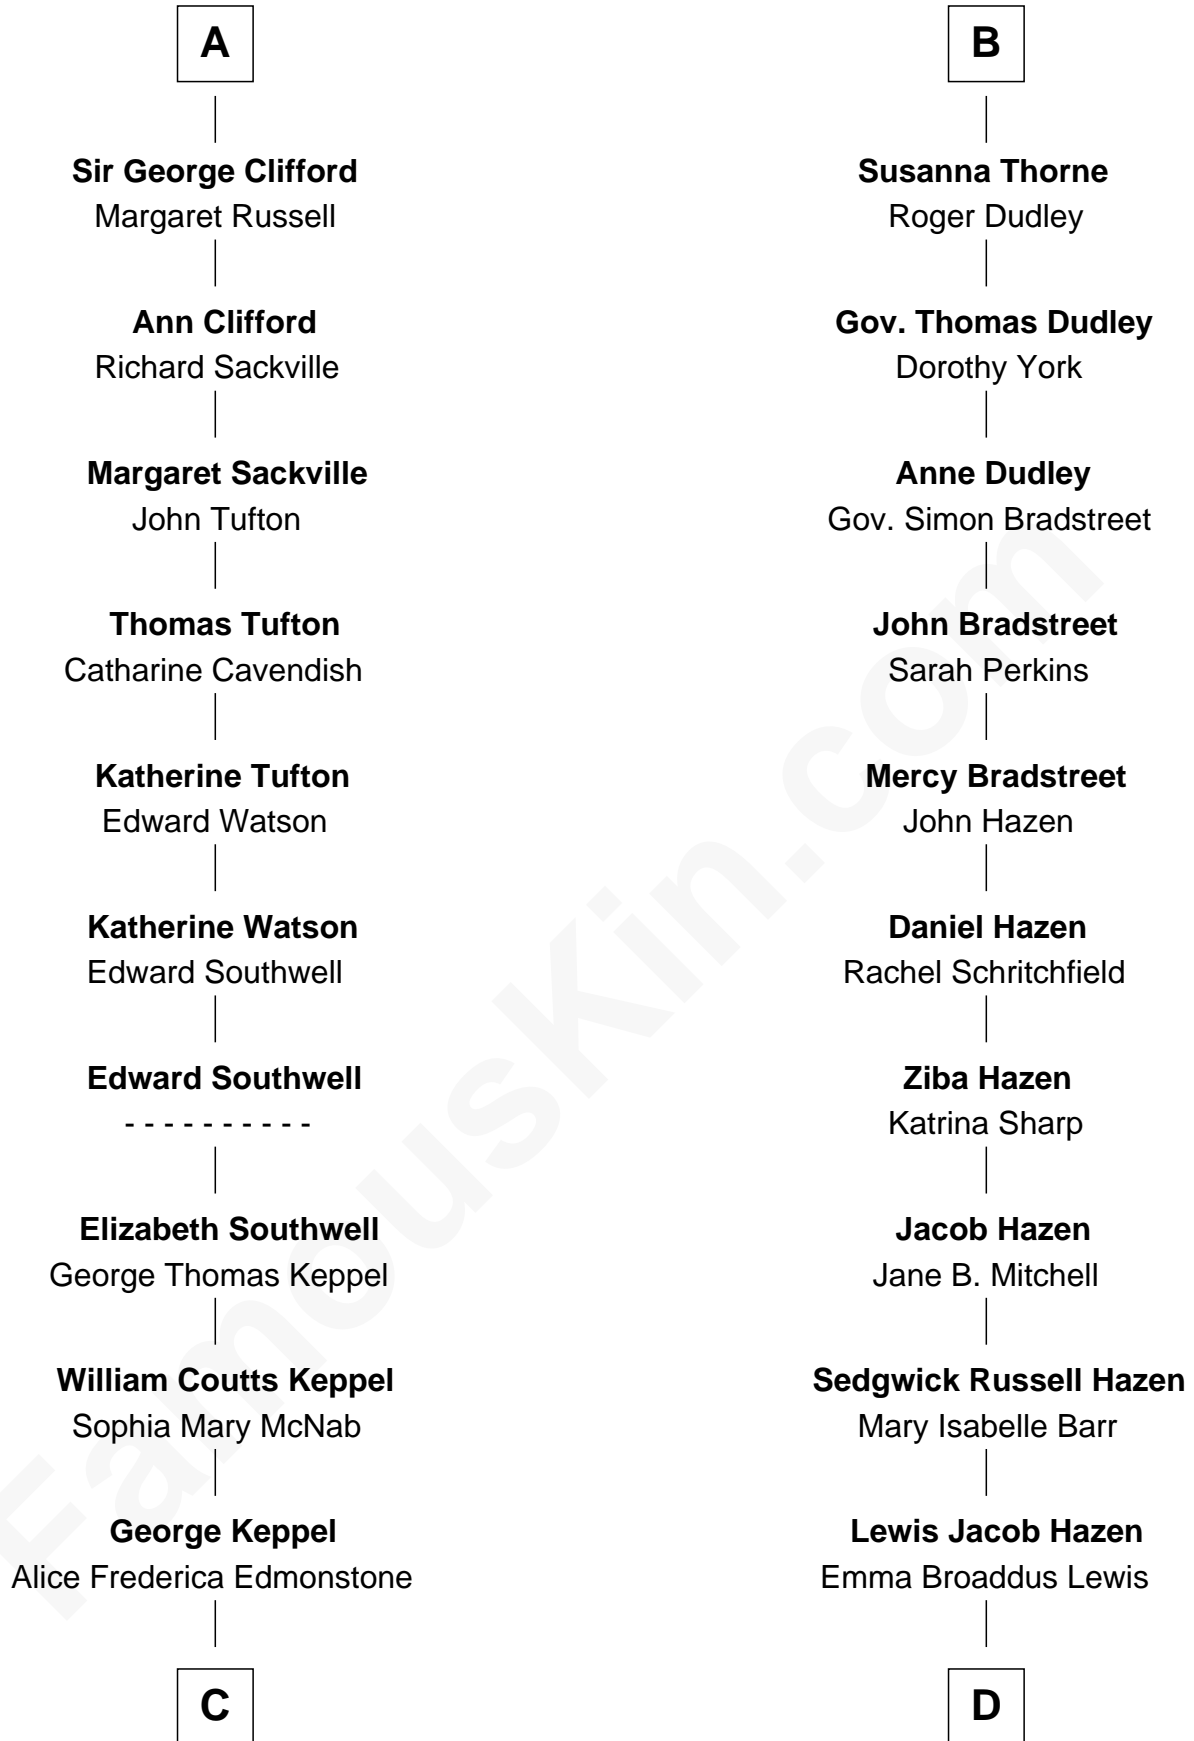 A
Sir George Clifford
Margaret Russell
Ann Clifford
Richard Sackville
Margaret Sackville
John Tufton
Thomas Tufton
Catharine Cavendish
Katherine Tufton
Edward Watson
Katherine Watson
Edward Southwell
Edward Southwell
- - - - - - - - - -
Elizabeth Southwell
George Thomas Keppel
William Coutts Keppel
Sophia Mary McNab
George Keppel
Alice Frederica Edmonstone
C
B
Susanna Thorne
Roger Dudley
Gov. Thomas Dudley
Dorothy York
Anne Dudley
Gov. Simon Bradstreet
John Bradstreet
Sarah Perkins
Mercy Bradstreet
John Hazen
Daniel Hazen
Rachel Schritchfield
Ziba Hazen
Katrina Sharp
Jacob Hazen
Jane B. Mitchell
Sedgwick Russell Hazen
Mary Isabelle Barr
Lewis Jacob Hazen
Emma Broaddus Lewis
D
FamousKin.com